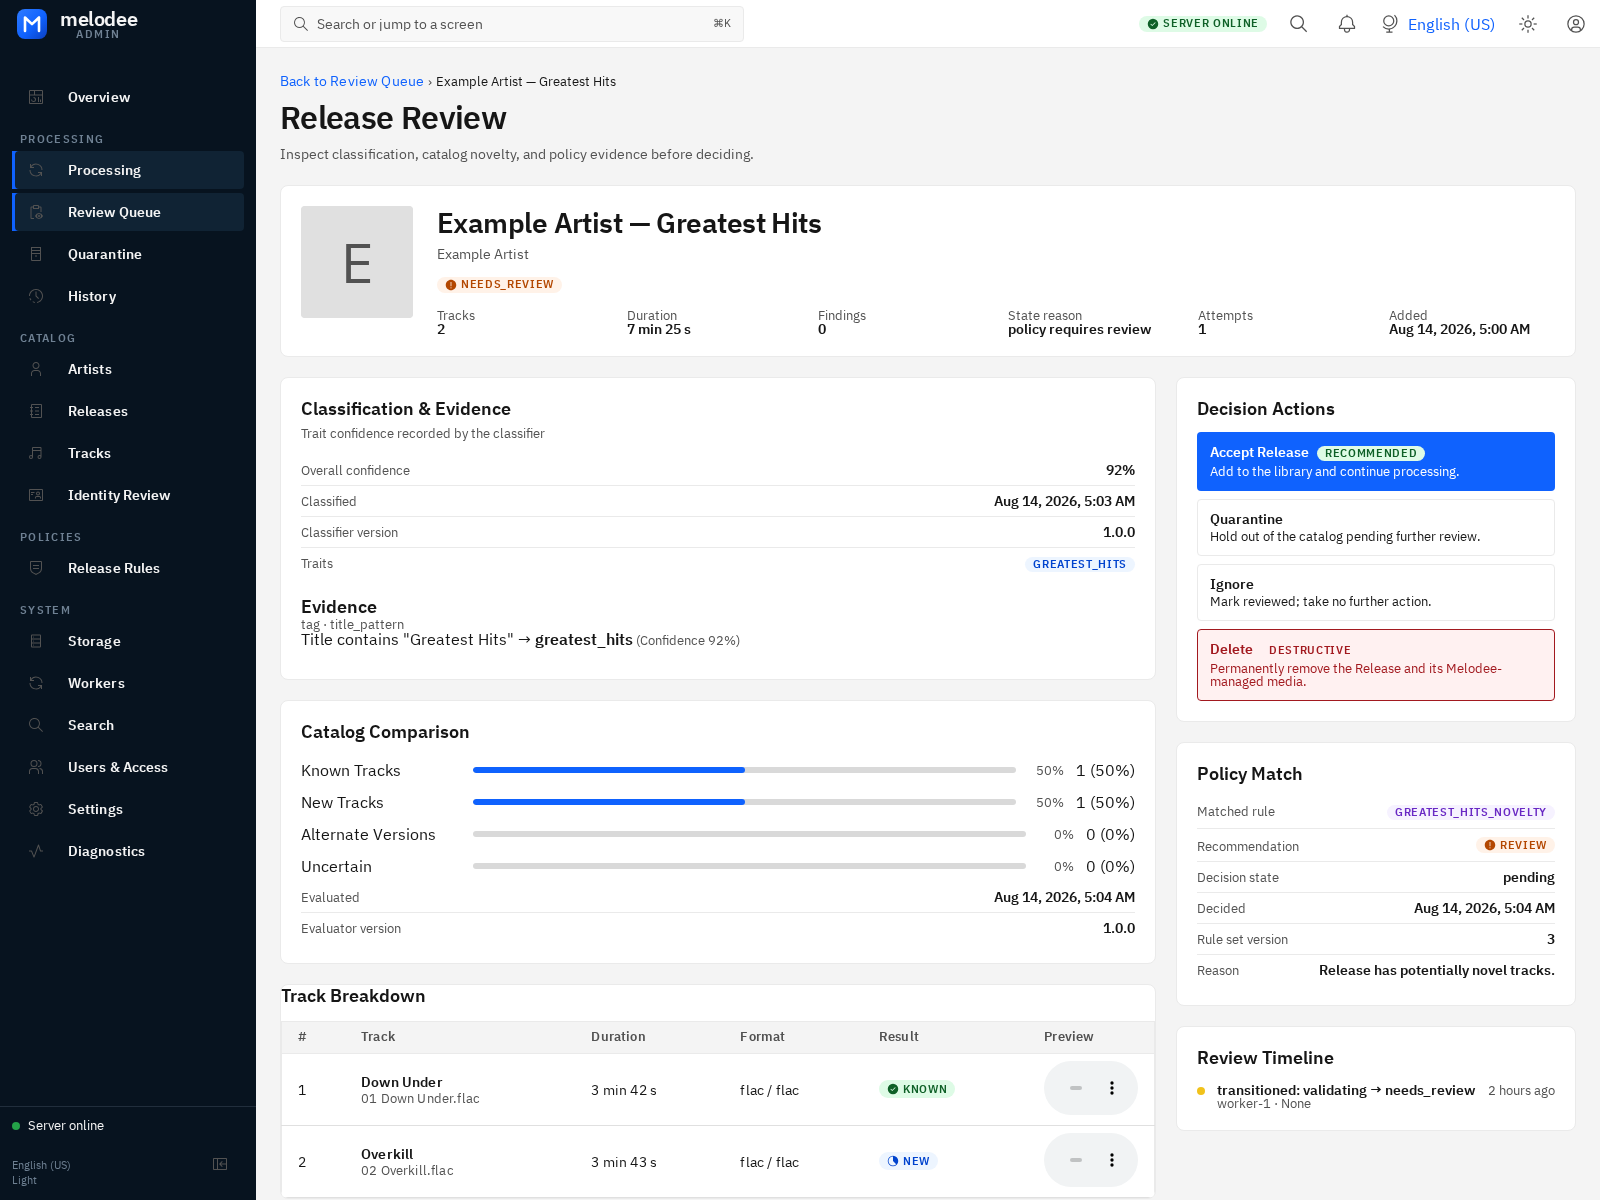 melodee
ADMIN
Search or jump to a screen
⌘K
SERVER ONLINE
English (US)
Overview
PROCESSING
Processing
Review Queue
Quarantine
History
CATALOG
Artists
Releases
Tracks
Identity Review
POLICIES
Release Rules
SYSTEM
Storage
Workers
Search
Users & Access
Settings
Diagnostics
Server online
English (US)
Light
Back to Review Queue › Example Artist — Greatest Hits
Release Review
Inspect classification, catalog novelty, and policy evidence before deciding.
E
Example Artist — Greatest Hits
Example Artist
NEEDS_REVIEW
Tracks Duration Findings State reason Attempts Added
2 7 min 25 s 0 policy requires review 1 Aug 14, 2026, 5:00 AM
Classification & Evidence
Trait confidence recorded by the classifier
Overall confidence 92%
Classified Aug 14, 2026, 5:03 AM
Classifier version 1.0.0
Traits GREATEST_HITS
Evidence
tag · title_pattern
Title contains "Greatest Hits" → greatest_hits (Confidence 92%)
Catalog Comparison
Known Tracks 50% 1 (50%)
New Tracks 50% 1 (50%)
Alternate Versions 0% 0 (0%)
Uncertain 0% 0 (0%)
Evaluated Aug 14, 2026, 5:04 AM
Evaluator version 1.0.0
Track Breakdown
# Track Duration Format Result Preview
1 Down Under 3 min 42 s flac / flac KNOWN
01 Down Under.flac
2 Overkill 3 min 43 s flac / flac NEW
02 Overkill.flac
Decision Actions
Accept Release RECOMMENDED
Add to the library and continue processing.
Quarantine
Hold out of the catalog pending further review.
Ignore
Mark reviewed; take no further action.
Delete DESTRUCTIVE
Permanently remove the Release and its Melodee-
managed media.
Policy Match
Matched rule GREATEST_HITS_NOVELTY
Recommendation REVIEW
Decision state pending
Decided Aug 14, 2026, 5:04 AM
Rule set version 3
Reason Release has potentially novel tracks.
Review Timeline
transitioned: validating → needs_review 2 hours ago
worker-1 · None